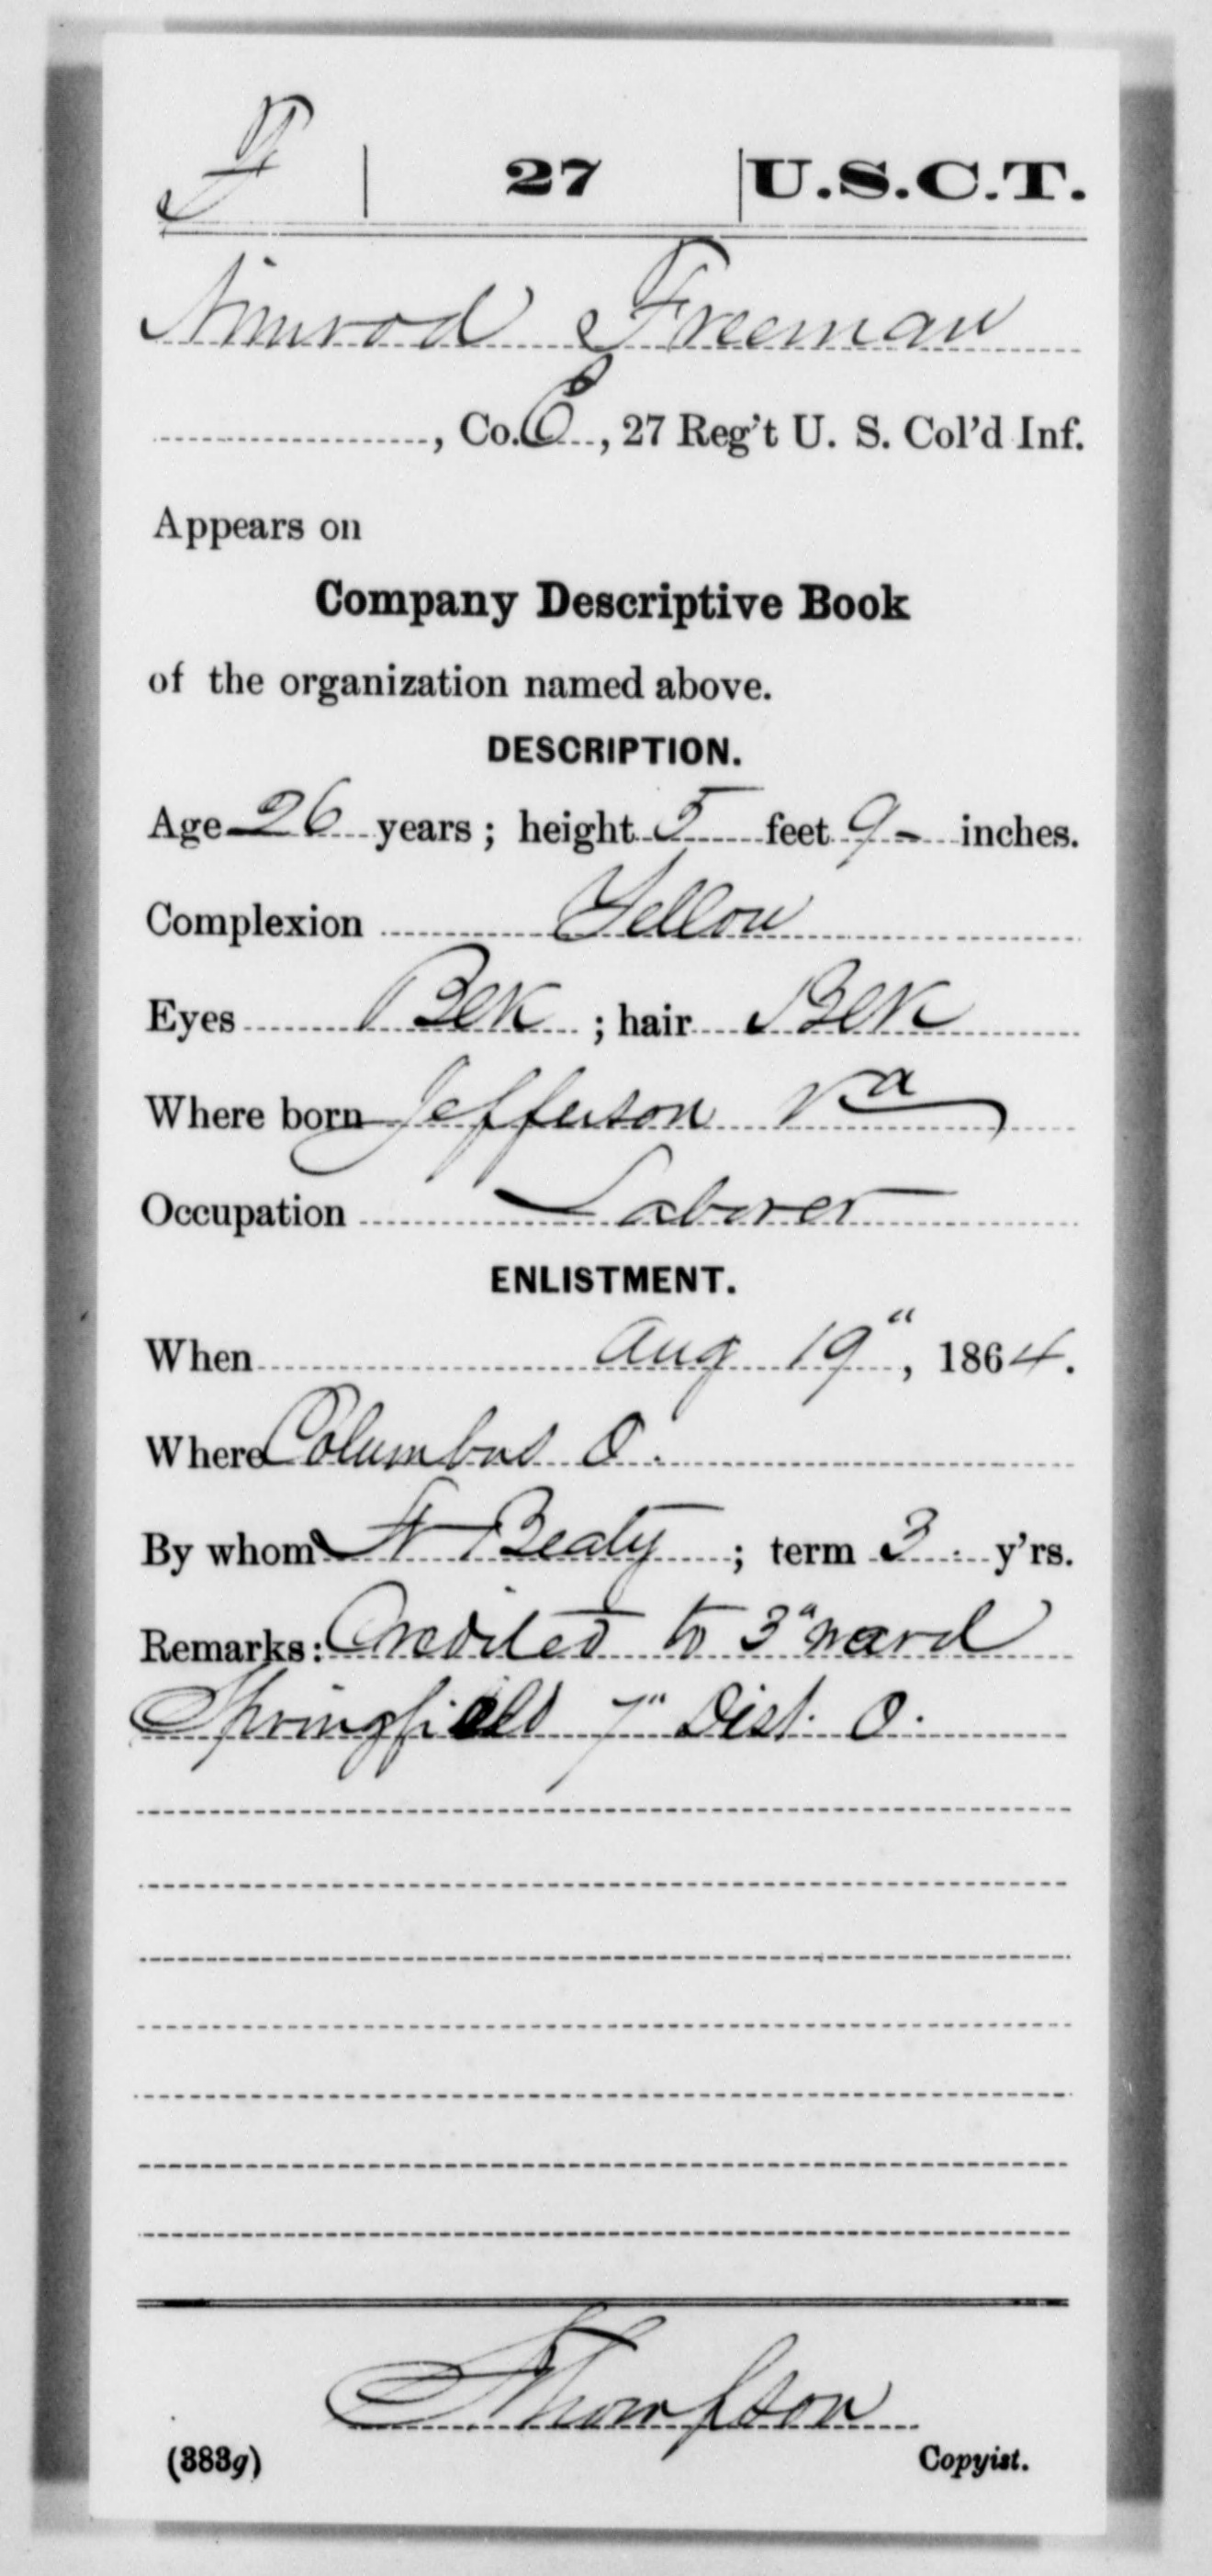 F | 27 | U.S.C.T.
Nimrod Freeman
, Co. E, 27 Reg't U. S. Col'd Inf.
Appears on
Company Descriptive Book
of the organization named above.
DESCRIPTION.
Age 26 years; height 5 feet 9 - inches.
Complexion Yellow
Eyes Blk ; hair Blk
Where born Jefferson Va
Occupation Laborer
ENLISTMENT.
When Aug 19", 1864.
Where Columbus O.
By whom Beaty ; term 3 y'rs.
Remarks: Credited to 3" ward
Springfield 7" Dist. O.
Thompson
(383g) Copyist.